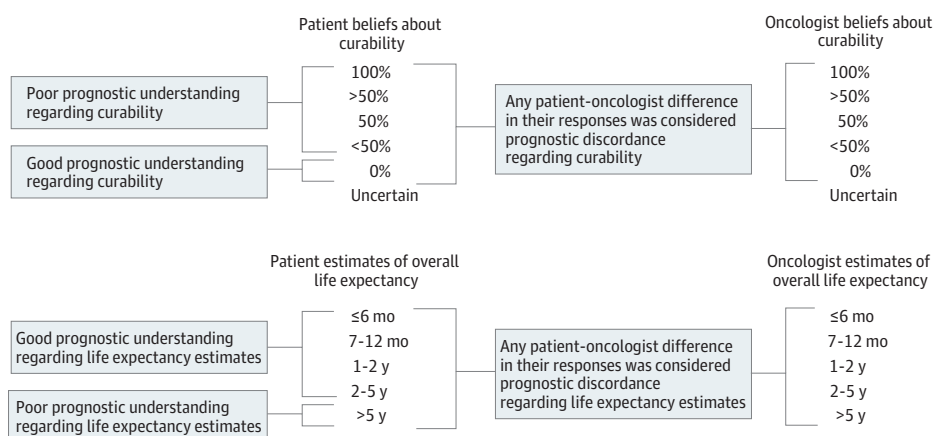 Patient beliefs about
curability
Oncologist beliefs about
curability
Poor prognostic understanding
regarding curability
Good prognostic understanding
regarding curability
100%
>50%
50%
<50%
0%
Uncertain
Any patient-oncologist difference
in their responses was considered
prognostic discordance
regarding curability
100%
>50%
50%
<50%
0%
Uncertain
Patient estimates of overall
life expectancy
Oncologist estimates of
overall life expectancy
Good prognostic understanding
regarding life expectancy estimates
Poor prognostic understanding
regarding life expectancy estimates
≤6 mo
7-12 mo
1-2 y
2-5 y
>5 y
Any patient-oncologist difference
in their responses was considered
prognostic discordance
regarding life expectancy estimates
≤6 mo
7-12 mo
1-2 y
2-5 y
>5 y